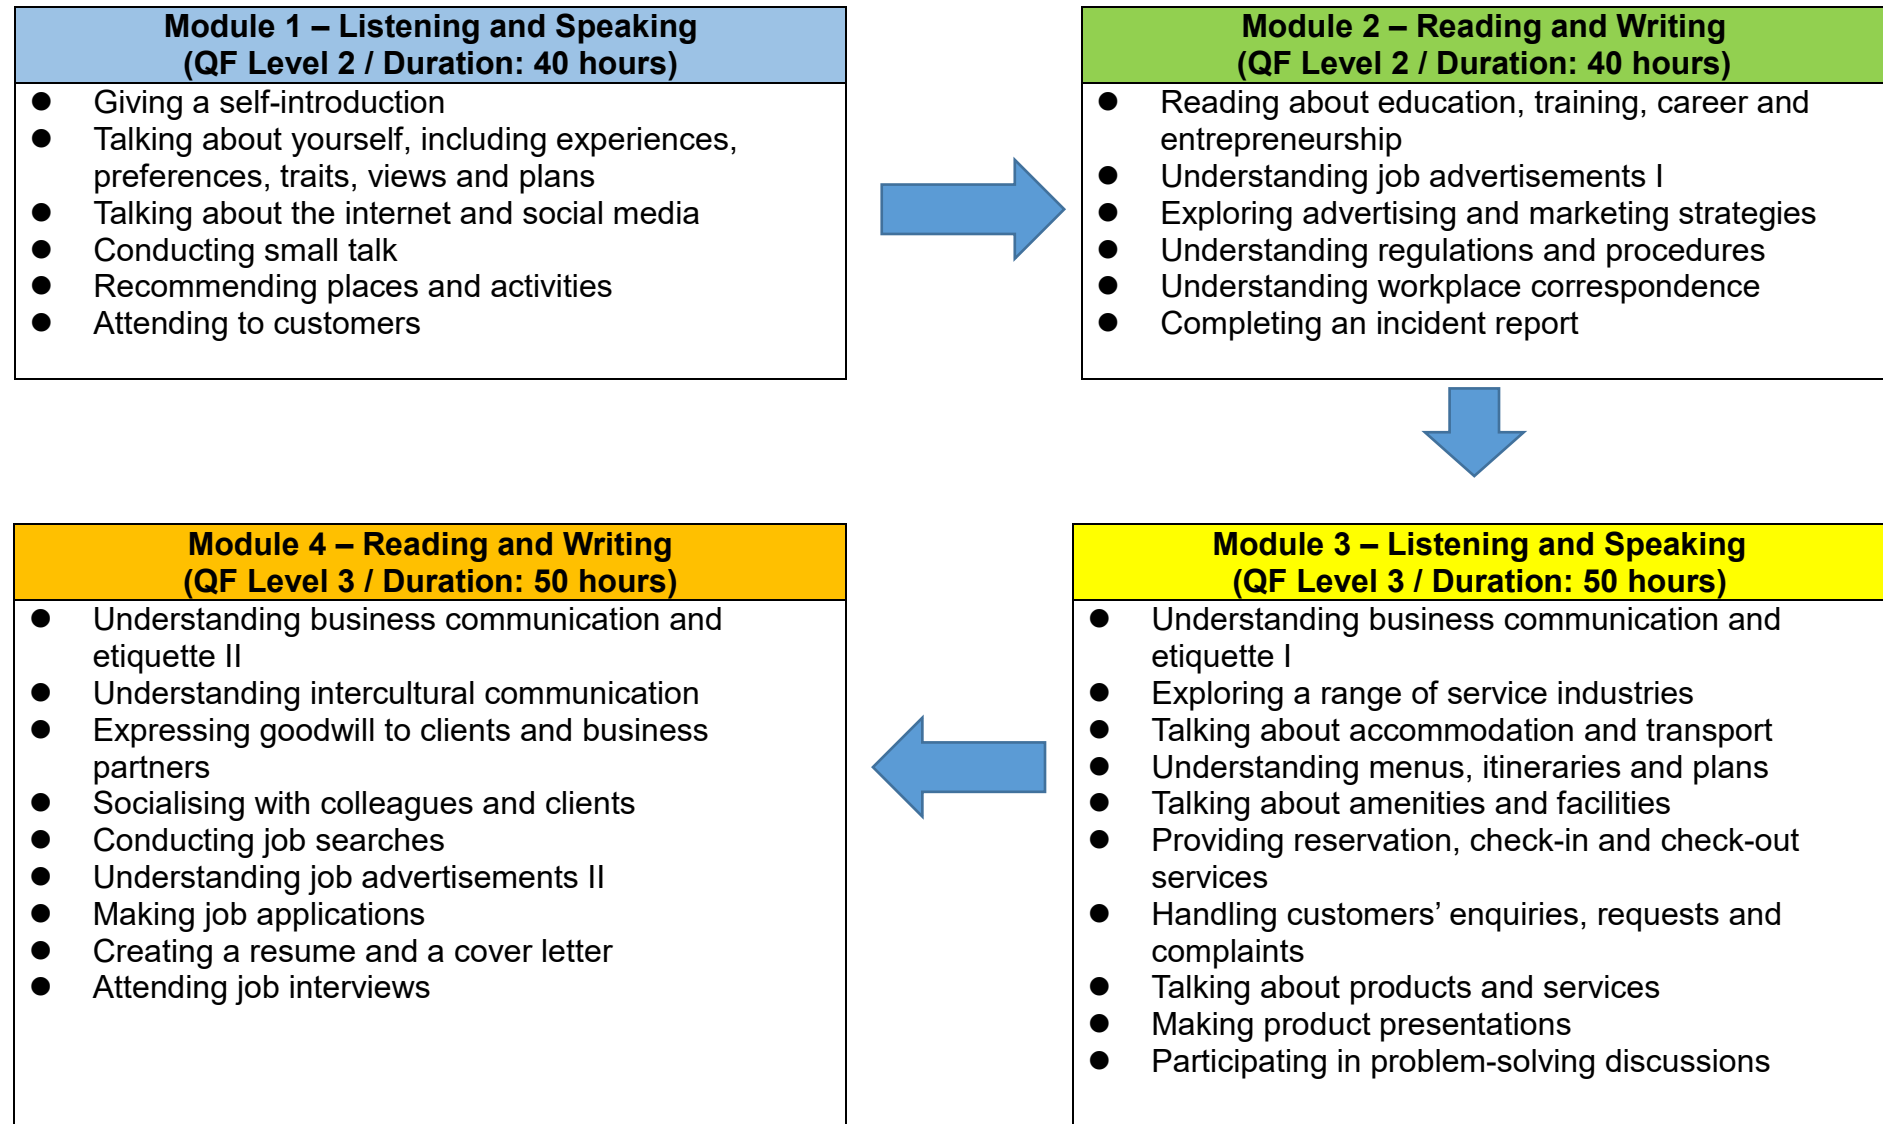 Module 1 – Listening and Speaking
(QF Level 2 / Duration: 40 hours)
● Giving a self-introduction
● Talking about yourself, including experiences,
preferences, traits, views and plans
● Talking about the internet and social media
● Conducting small talk
● Recommending places and activities
● Attending to customers
Module 2 – Reading and Writing
(QF Level 2 / Duration: 40 hours)
● Reading about education, training, career and
entrepreneurship
● Understanding job advertisements I
● Exploring advertising and marketing strategies
● Understanding regulations and procedures
● Understanding workplace correspondence
● Completing an incident report
Module 3 – Listening and Speaking
(QF Level 3 / Duration: 50 hours)
● Understanding business communication and
etiquette I
● Exploring a range of service industries
● Talking about accommodation and transport
● Understanding menus, itineraries and plans
● Talking about amenities and facilities
● Providing reservation, check-in and check-out
services
● Handling customers’ enquiries, requests and
complaints
● Talking about products and services
● Making product presentations
● Participating in problem-solving discussions
Module 4 – Reading and Writing
(QF Level 3 / Duration: 50 hours)
● Understanding business communication and
etiquette II
● Understanding intercultural communication
● Expressing goodwill to clients and business
partners
● Socialising with colleagues and clients
● Conducting job searches
● Understanding job advertisements II
● Making job applications
● Creating a resume and a cover letter
● Attending job interviews